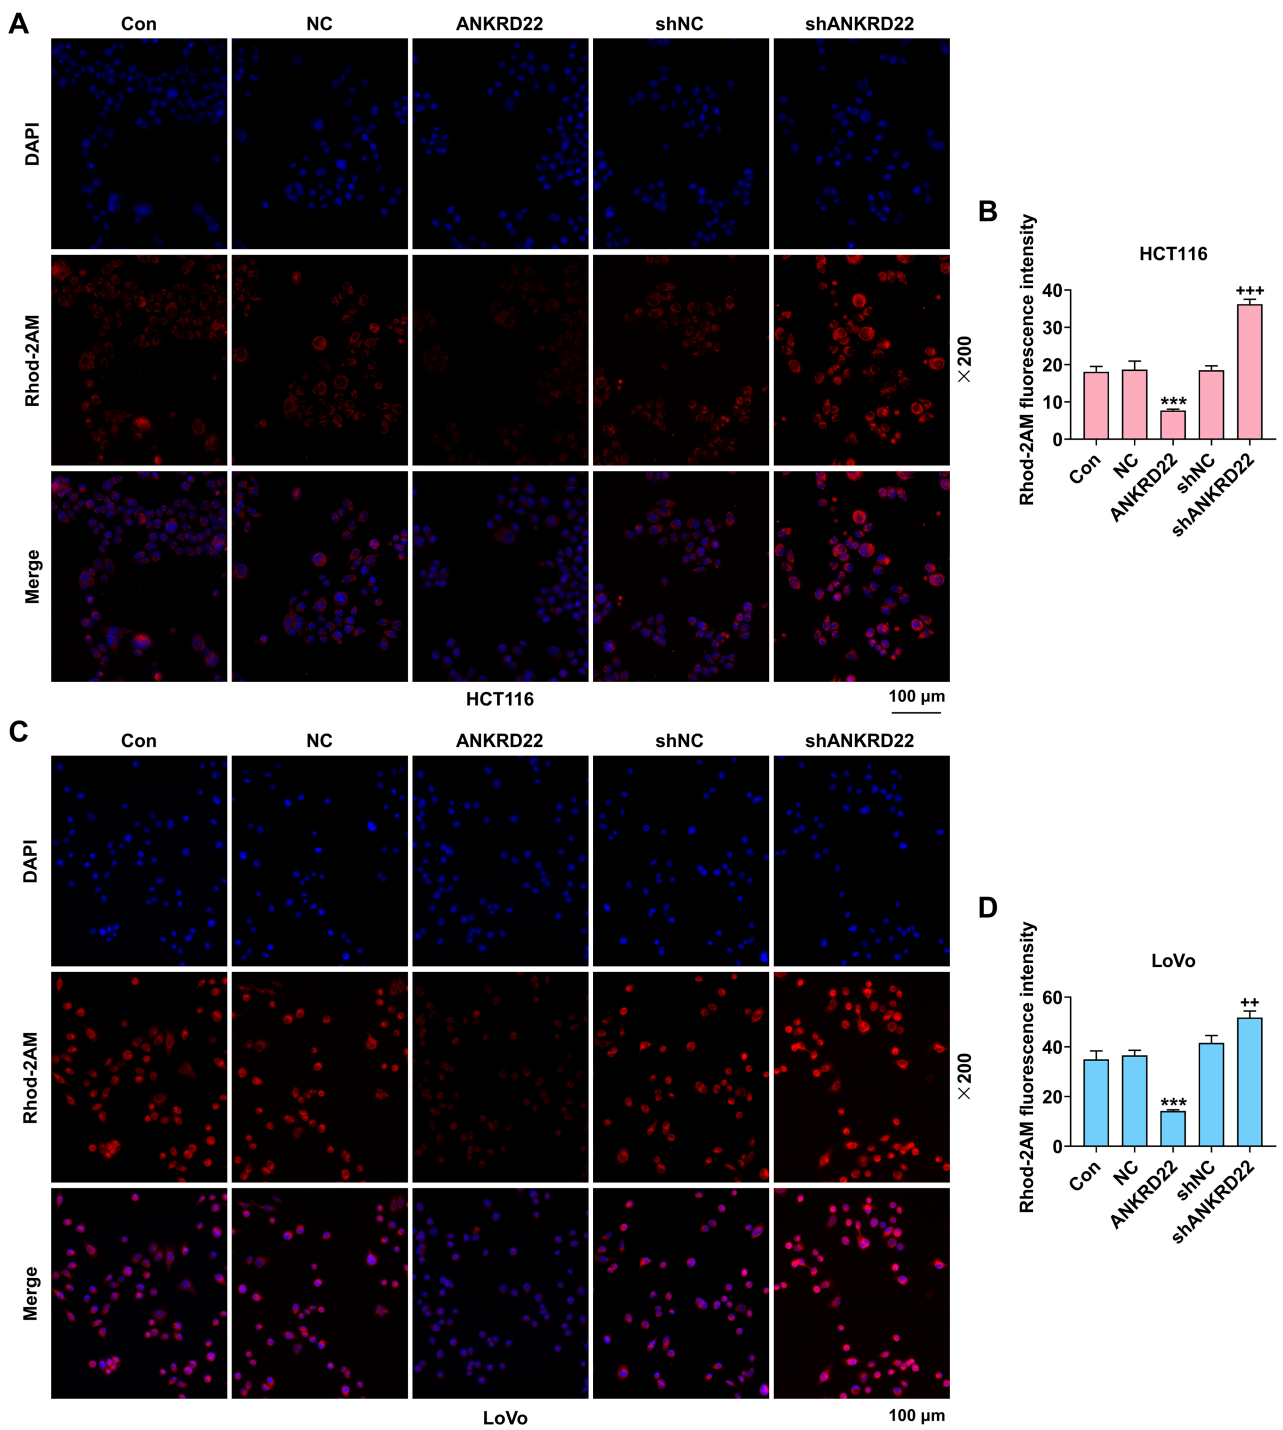 A
Con NC ANKRD22 shNC shANKRD22
DAPI
Rhod-2AM
Merge
×200
HCT116
100 µm
B
HCT116
Rhod-2AM fluorescence intensity
40
30
20
10
0
***
+++
Con
NC
ANKRD22
shNC
shANKRD22
C
Con NC ANKRD22 shNC shANKRD22
DAPI
Rhod-2AM
Merge
×200
LoVo
100 µm
D
LoVo
Rhod-2AM fluorescence intensity
60
40
20
0
***
++
Con
NC
ANKRD22
shNC
shANKRD22